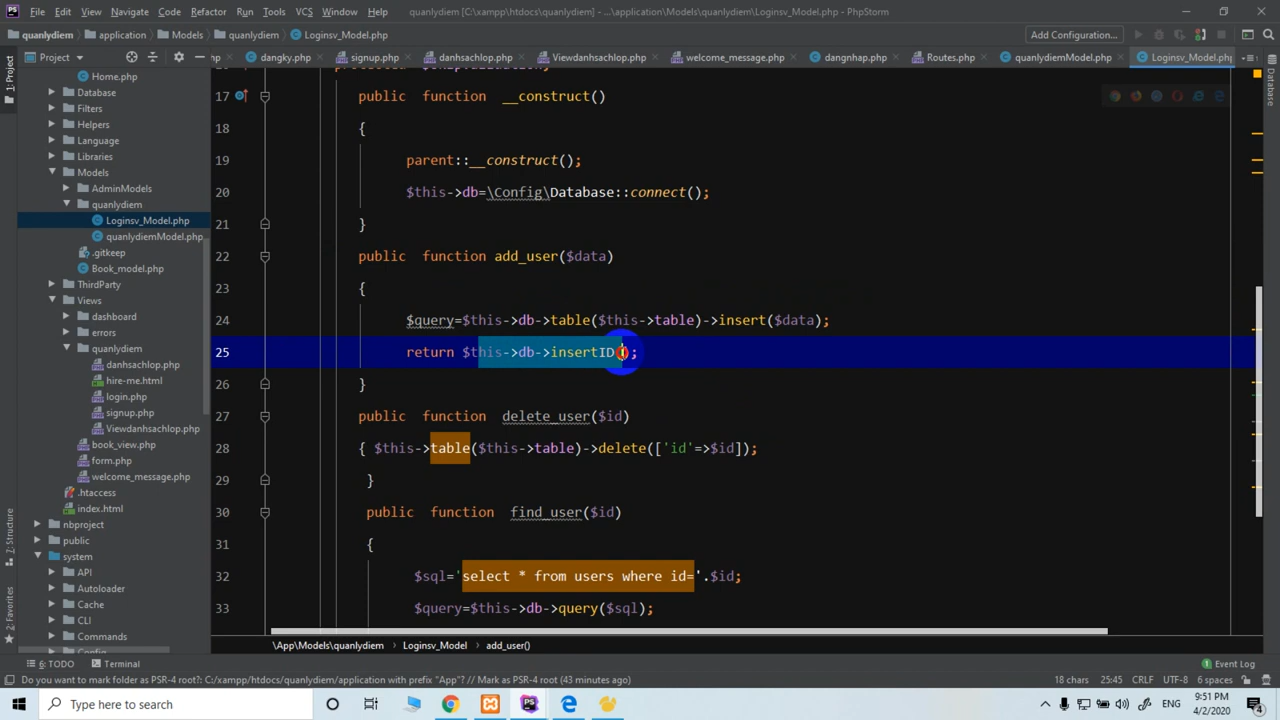 File Edit View Navigate Code Refactor Run Tools VCS Window Help quanlydiem [C:\xampp\htdocs\quanlydiem] - ...\application\Models\quanlydiem\Loginsv_Model.php - PhpStorm
quanlydiem application Models quanlydiem Loginsv_Model.php Add Configuration...
Project dangky.php signup.php danhsachlop.php Viewdanhsachlop.php welcome_message.php dangnhap.php Routes.php quanlydiemModel.php Loginsv_Model.php
1: Project
Database
Home.php
Database
Filters
Helpers
Language
Libraries
Models
AdminModels
quanlydiem
Loginsv_Model.php
quanlydiemModel.php
.gitkeep
Book_model.php
ThirdParty
Views
dashboard
errors
quanlydiem
danhsachlop.php
hire-me.html
login.php
signup.php
Viewdanhsachlop.php
book_view.php
form.php
welcome_message.php
.htaccess
index.html
nbproject
public
system
API
Autoloader
Cache
CLI
Commands
Config
7: Structure
2: Favorites
17 public function __construct()
18 {
19 parent::__construct();
20 $this->db=\Config\Database::connect();
21 }
22 public function add_user($data)
23 {
24 $query=$this->db->table($this->table)->insert($data);
25 return $this->db->insertID();
26 }
27 public function delete_user($id)
28 { $this->table($this->table)->delete(['id'=>$id]);
29 }
30 public function find_user($id)
31 {
32 $sql='select * from users where id='.$id;
33 $query=$this->db->query($sql);
\App\Models\quanlydiem Loginsv_Model add_user()
6: TODO Terminal 1 Event Log
Do you want to mark folder as PSR-4 root?: C:/xampp/htdocs/quanlydiem/application with prefix "App"? // Mark as PSR-4 root (43 minutes ago) 18 chars 25:45 CRLF UTF-8 6 spaces
Type here to search
ENG
9:51 PM
4/2/2020
4